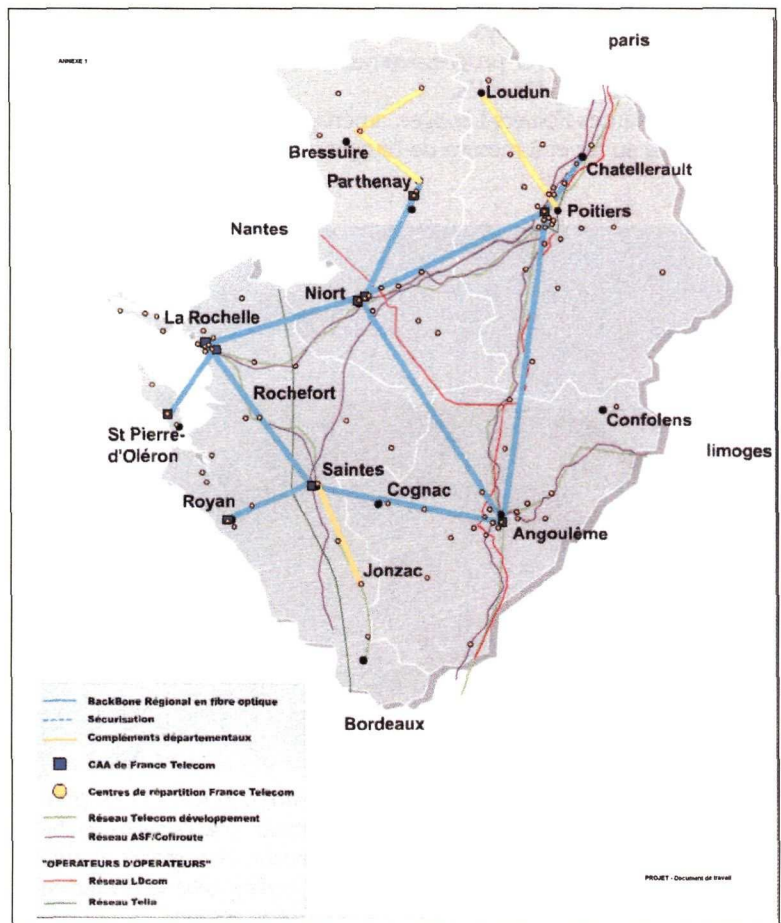 paris
ANNEXE 1
Loudun
Bressuire
Chatellerault
Parthenay
Poitiers
Nantes
Niort
La Rochelle
Rochefort
Confolens
St Pierre-
d'Oléron
limoges
Saintes
Cognac
Royan
Angoulême
Jonzac
Bordeaux
BackBone Régional en fibre optique
Sécurisation
Compléments départementaux
CAA de France Telecom
Centres de répartition France Telecom
Réseau Telecom développement
Réseau ASF/Cofiroute
"OPERATEURS D'OPERATEURS"
Réseau LDcom
Réseau Telia
PROJET - Document de travail